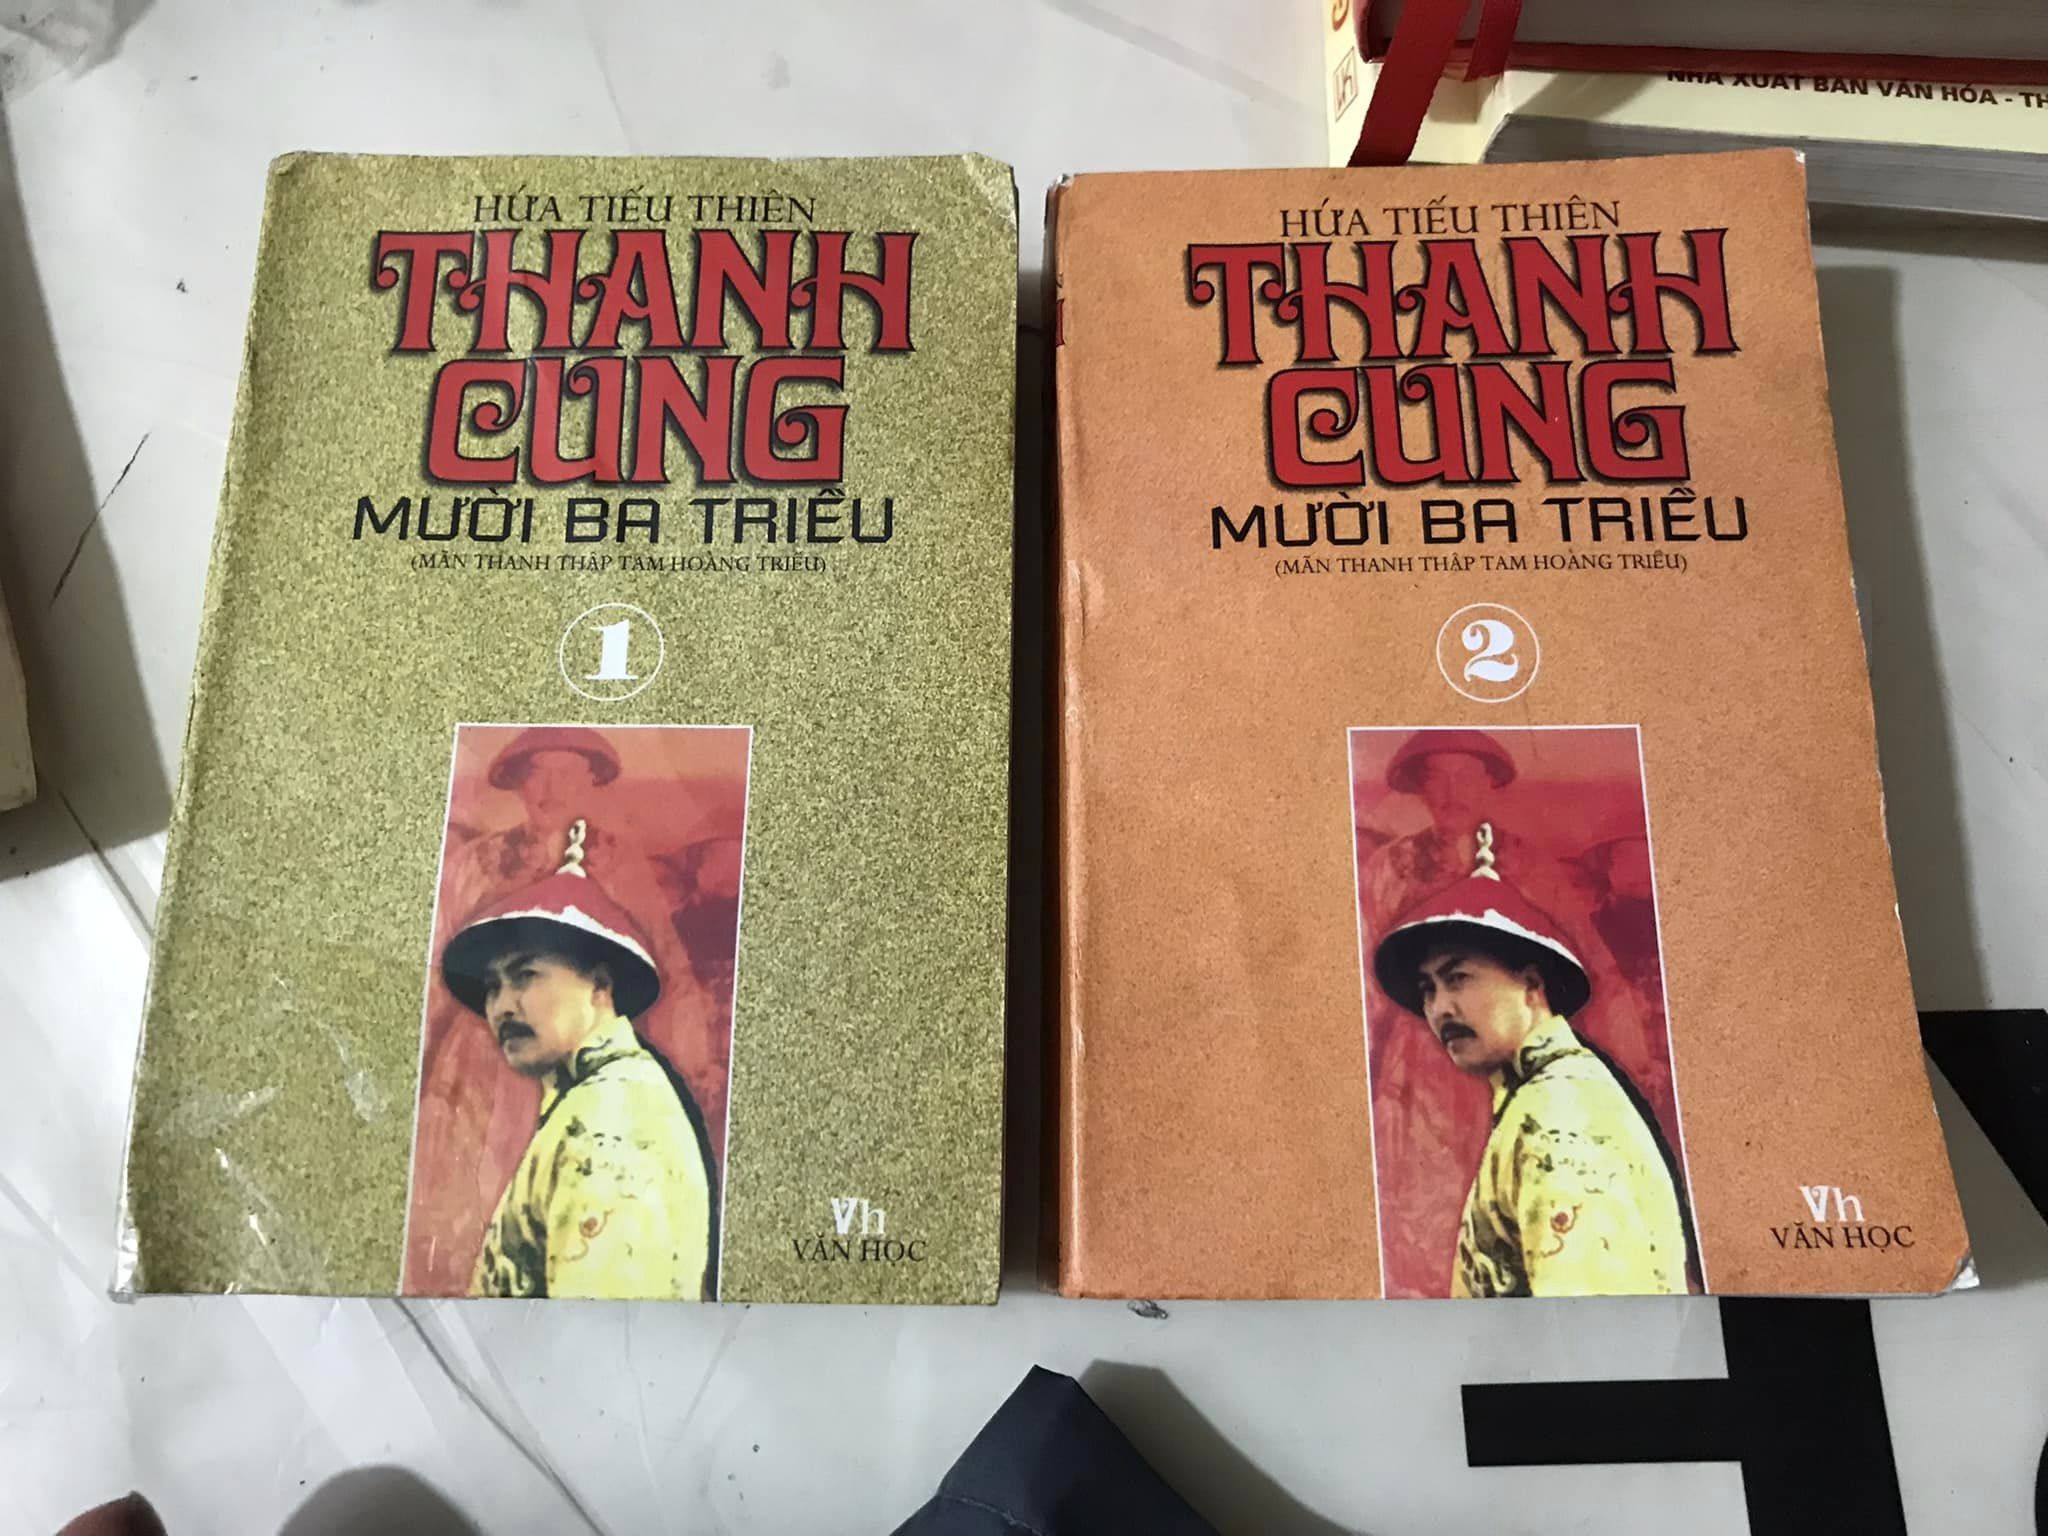 NHÀ XUẤT BẢN VĂN HÓA - TH
HỨA TIẾU THIÊN
THANH
CUNG
MƯỜI BA TRIỀU
(MÃN THANH THẬP TAM HOÀNG TRIỀU)
1
Vh
VĂN HỌC
HỨA TIẾU THIÊN
THANH
CUNG
MƯỜI BA TRIỀU
(MÃN THANH THẬP TAM HOÀNG TRIỀU)
2
Vh
VĂN HỌC